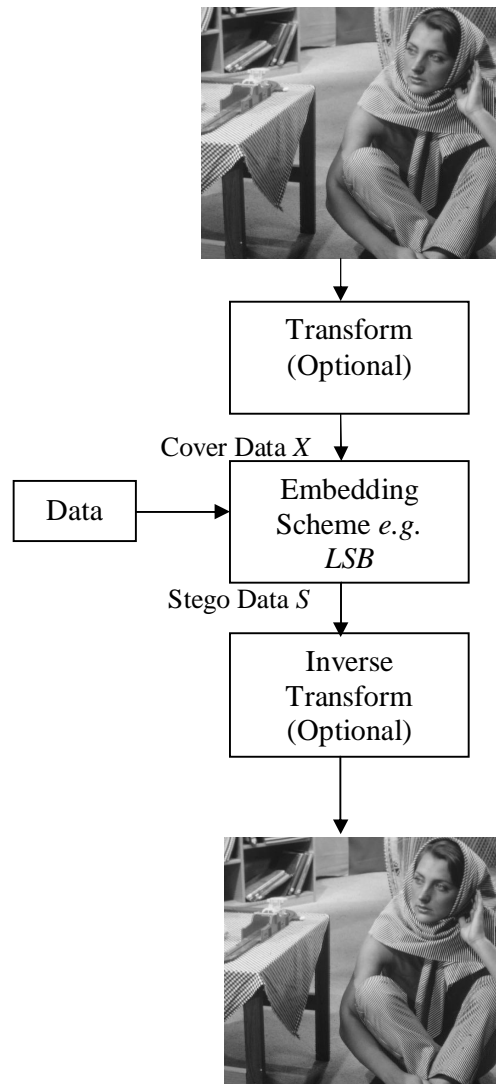 Transform
(Optional)
Cover Data X
Data
Embedding
Scheme e.g.
LSB
Stego Data S
Inverse
Transform
(Optional)